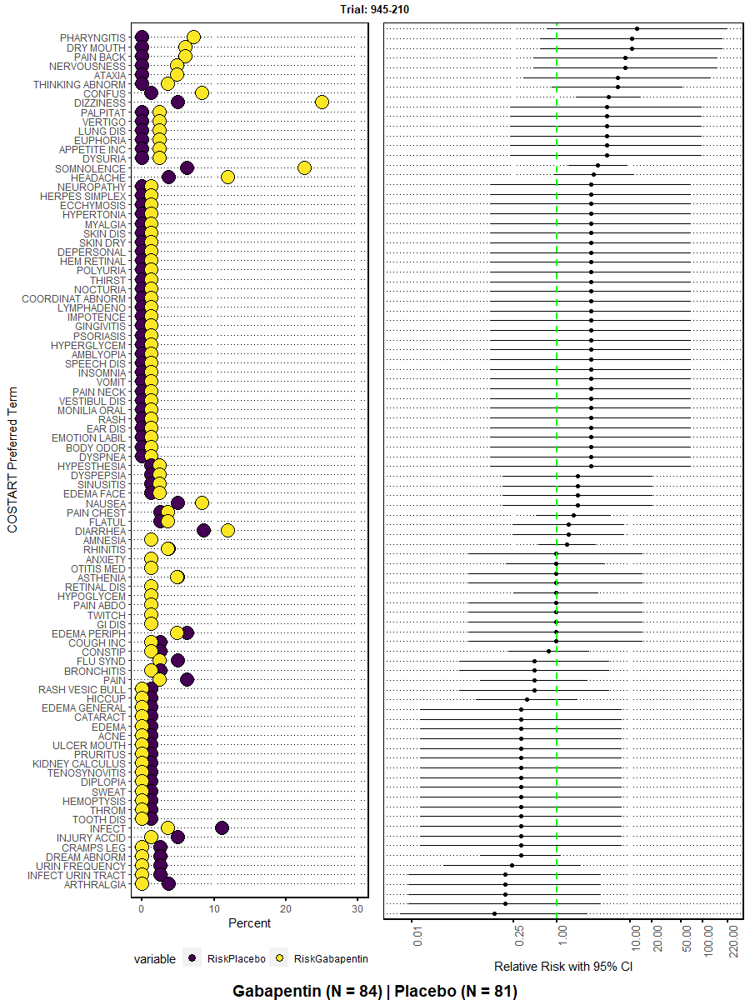 Trial: 945-210
COSTART Preferred Term
PHARYNGITIS
DRY MOUTH
PAIN BACK
NERVOUSNESS
ATAXIA
THINKING ABNORM
CONFUS
DIZZINESS
PALPITAT
VERTIGO
LUNG DIS
EUPHORIA
APPETITE INC
DYSURIA
SOMNOLENCE
HEADACHE
NEUROPATHY
HERPES SIMPLEX
ECCHYMOSIS
HYPERTONIA
MYALGIA
SKIN DIS
SKIN DRY
DEPERSONAL
HEM RETINAL
POLYURIA
THIRST
NOCTURIA
COORDINAT ABNORM
LYMPHADENO
IMPOTENCE
GINGIVITIS
PSORIASIS
HYPERGLYCEM
AMBLYOPIA
SPEECH DIS
INSOMNIA
VOMIT
PAIN NECK
VESTIBUL DIS
MONILIA ORAL
RASH
EAR DIS
EMOTION LABIL
BODY ODOR
DYSPNEA
HYPESTHESIA
DYSPEPSIA
SINUSITIS
EDEMA FACE
NAUSEA
PAIN CHEST
FLATUL
DIARRHEA
AMNESIA
RHINITIS
ANXIETY
OTITIS MED
ASTHENIA
RETINAL DIS
HYPOGLYCEM
PAIN ABDO
TWITCH
GI DIS
EDEMA PERIPH
COUGH INC
CONSTIP
FLU SYND
BRONCHITIS
PAIN
RASH VESIC BULL
HICCUP
EDEMA GENERAL
CATARACT
EDEMA
ACNE
ULCER MOUTH
PRURITUS
KIDNEY CALCULUS
TENOSYNOVITIS
DIPLOPIA
SWEAT
HEMOPTYSIS
THROM
TOOTH DIS
INFECT
INJURY ACCID
CRAMPS LEG
DREAM ABNORM
URIN FREQUENCY
INFECT URIN TRACT
ARTHRALGIA
0 10 20 30
Percent
variable RiskPlacebo RiskGabapentin
0.01 0.25 1.00 10.00 20.00 50.00 100.00 220.00
Relative Risk with 95% CI
Gabapentin (N = 84) | Placebo (N = 81)